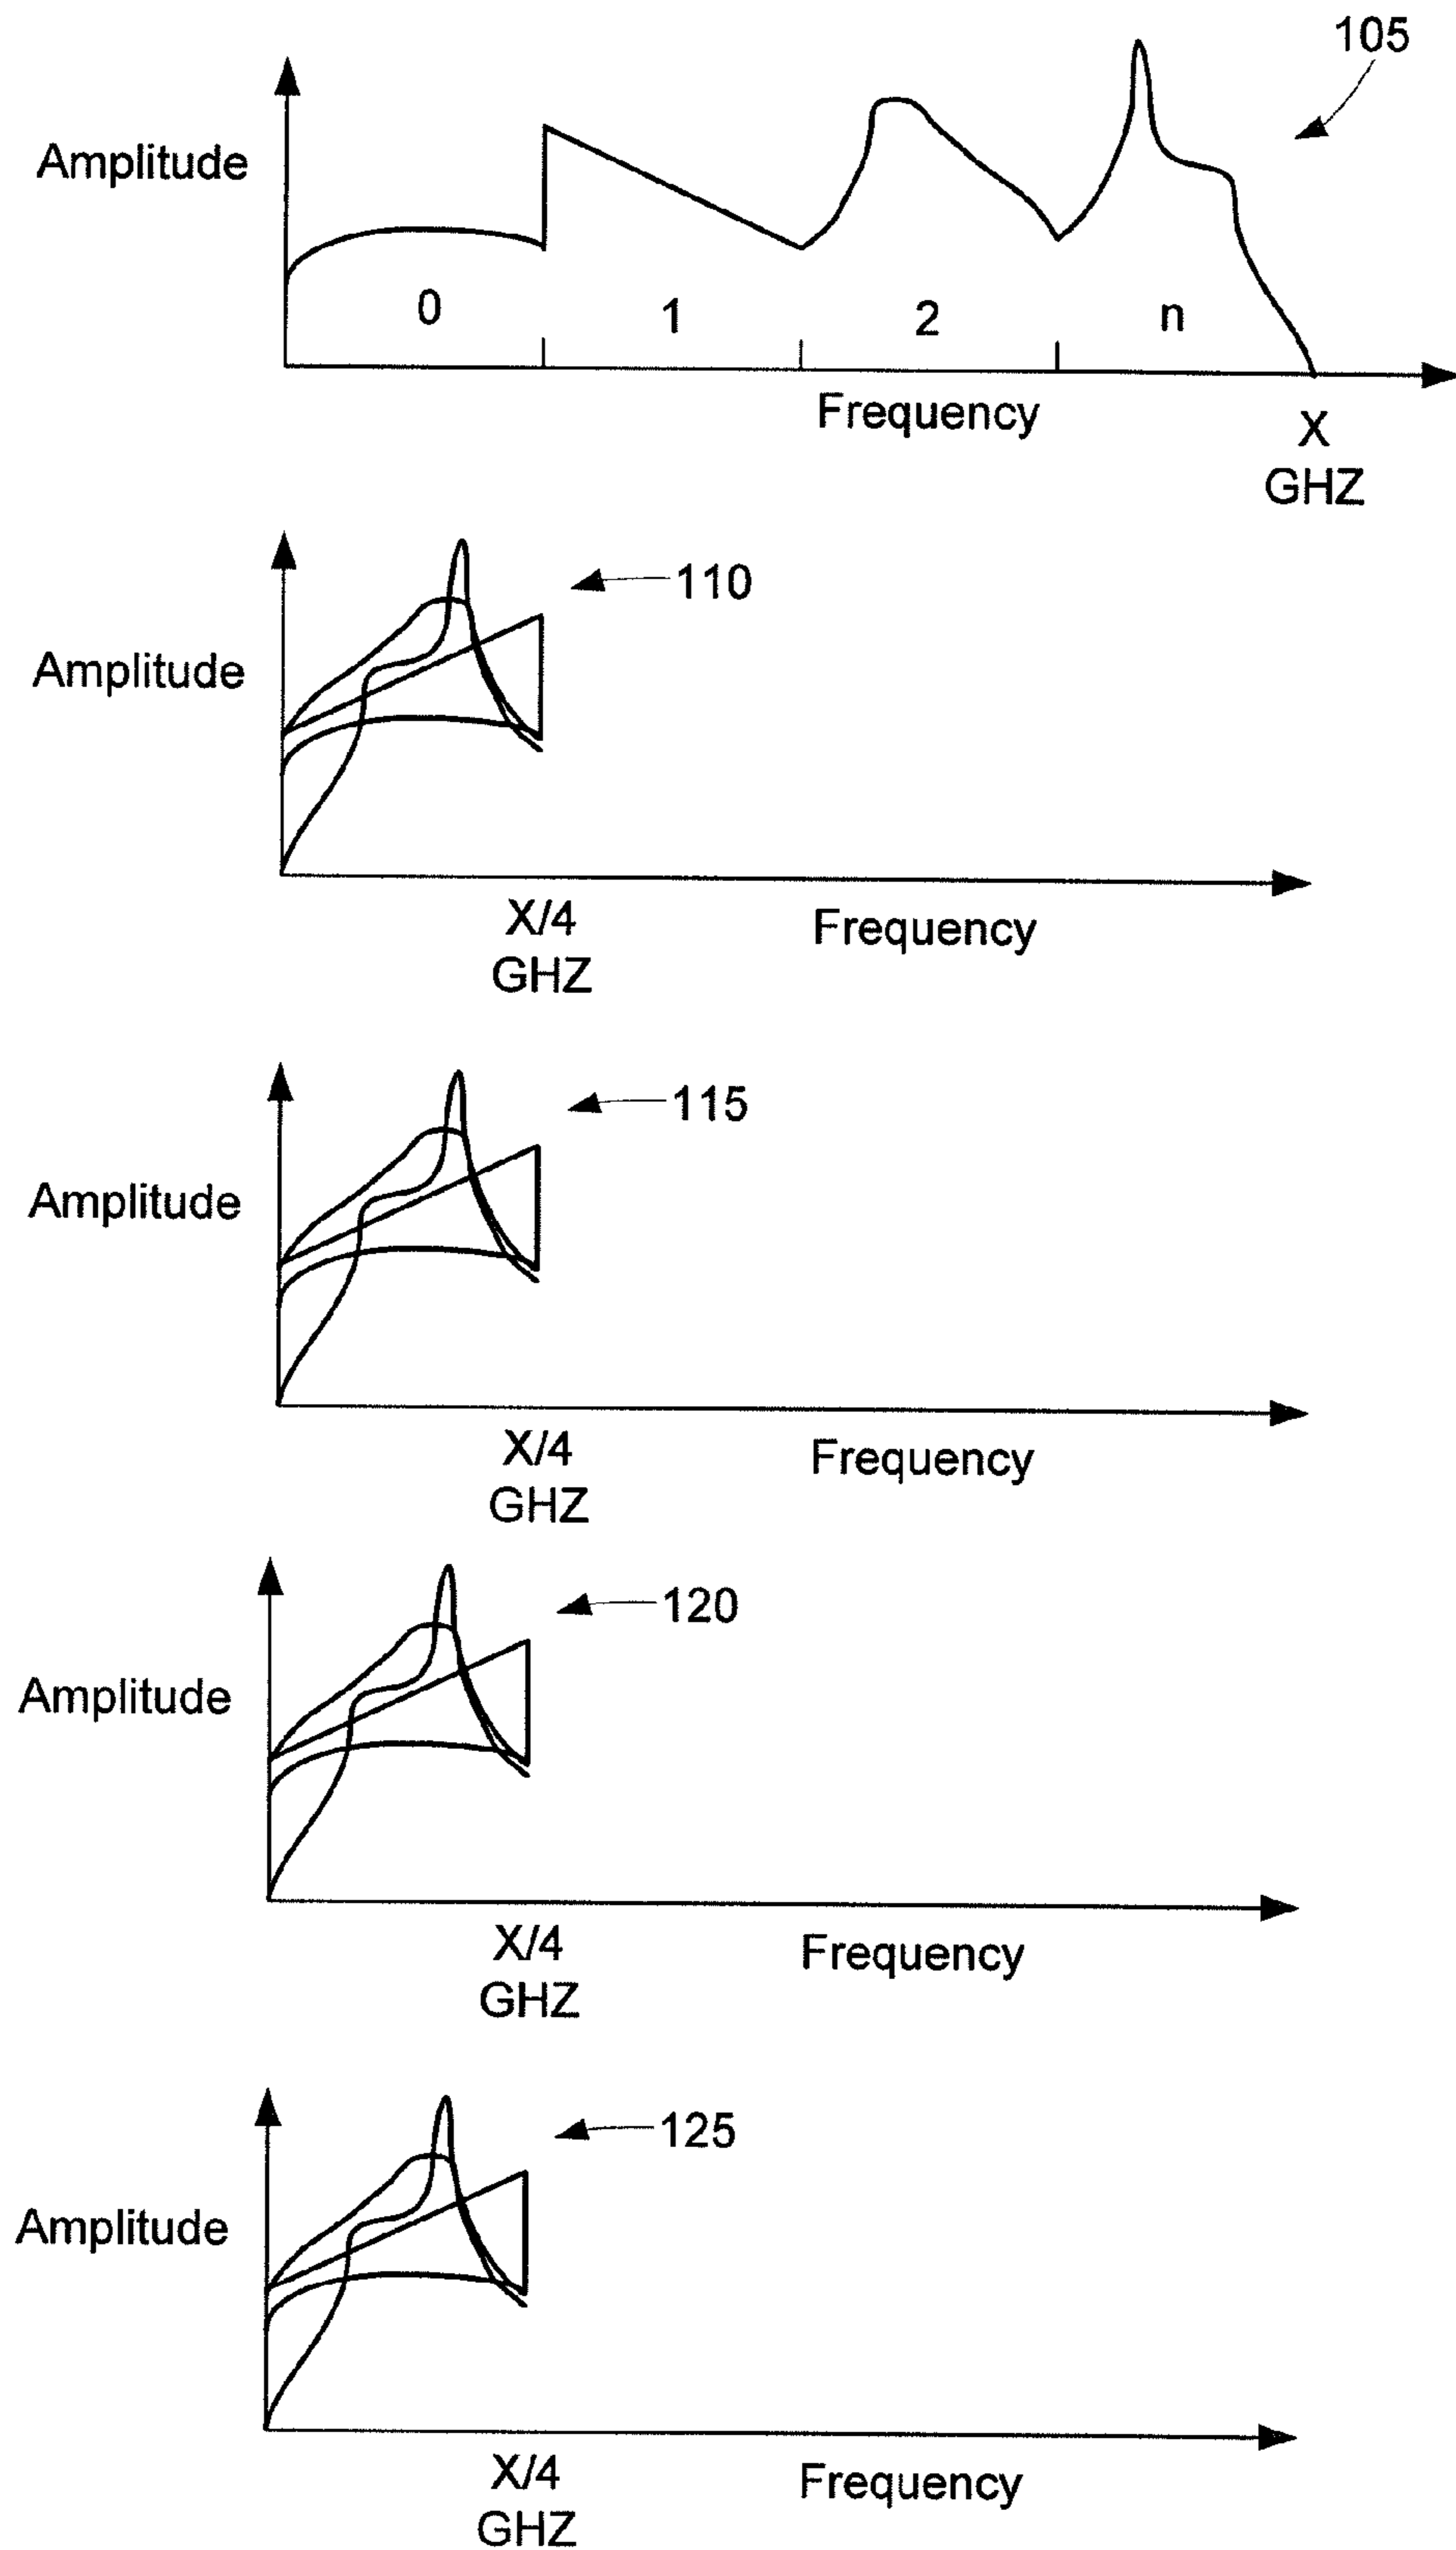 105
Amplitude
0
1
2
n
Frequency
X
GHZ
110
Amplitude
X/4
GHZ
Frequency
115
Amplitude
X/4
GHZ
Frequency
120
Amplitude
X/4
GHZ
Frequency
125
Amplitude
X/4
GHZ
Frequency